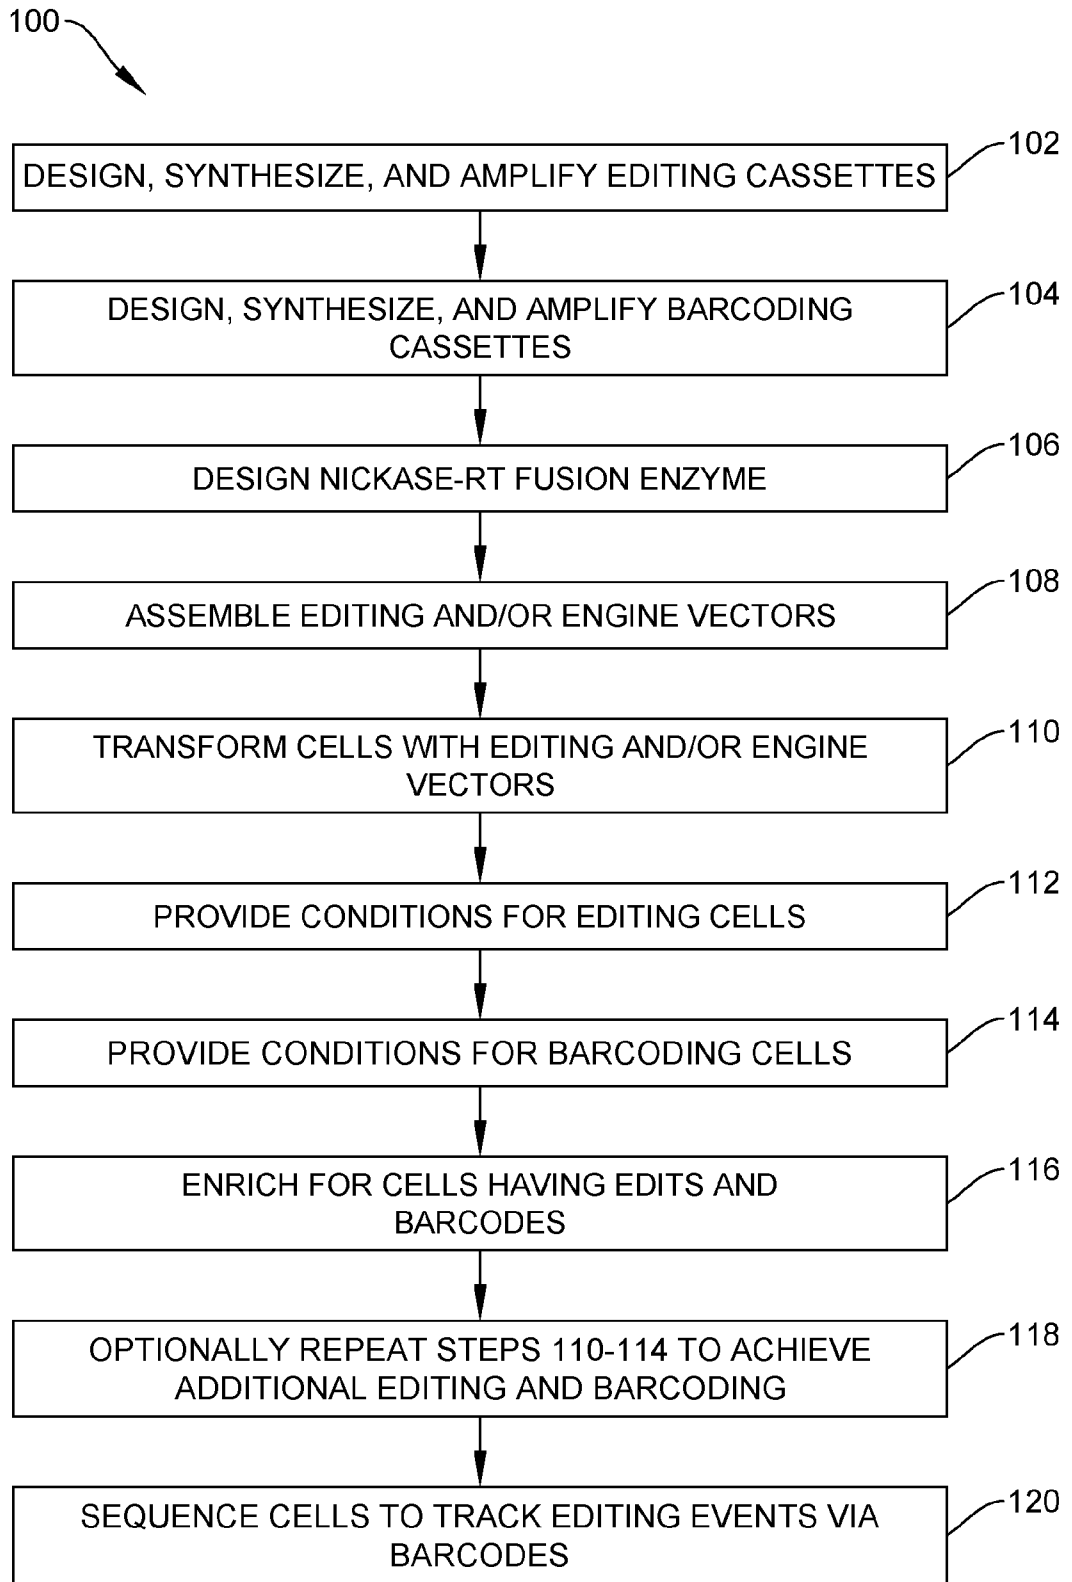 100
102
DESIGN, SYNTHESIZE, AND AMPLIFY EDITING CASSETTES
104
DESIGN, SYNTHESIZE, AND AMPLIFY BARCODING
CASSETTES
106
DESIGN NICKASE-RT FUSION ENZYME
108
ASSEMBLE EDITING AND/OR ENGINE VECTORS
110
TRANSFORM CELLS WITH EDITING AND/OR ENGINE
VECTORS
112
PROVIDE CONDITIONS FOR EDITING CELLS
114
PROVIDE CONDITIONS FOR BARCODING CELLS
116
ENRICH FOR CELLS HAVING EDITS AND
BARCODES
118
OPTIONALLY REPEAT STEPS 110-114 TO ACHIEVE
ADDITIONAL EDITING AND BARCODING
120
SEQUENCE CELLS TO TRACK EDITING EVENTS VIA
BARCODES